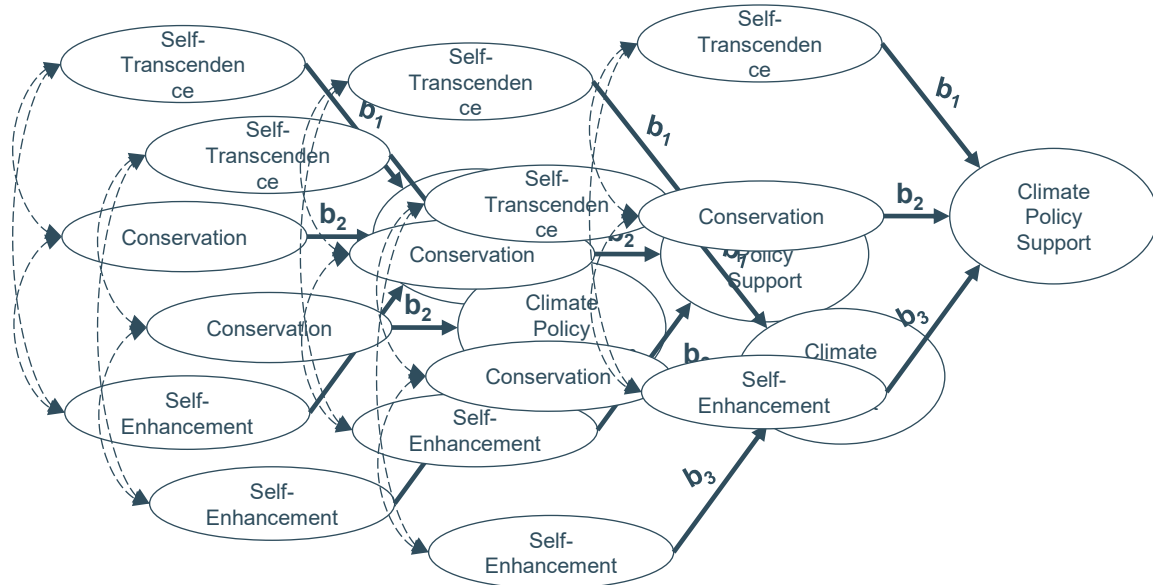 Self-
Transcenden
ce
Self-
Transcenden
ce
Self-
Transcenden
ce
b1
b1
b1
Self-
Transcenden
ce
Self-
Transcenden
ce
Conservation
b2
Conservation
b2
Conservation
b2
Climate
Policy
Support
Policy
Support
Conservation
b2
Climate
Policy
Conservation
Climate
b3
Self-
Enhancement
Self-
Enhancement
Self-
Enhancement
b3
Self-
Enhancement
Self-
Enhancement